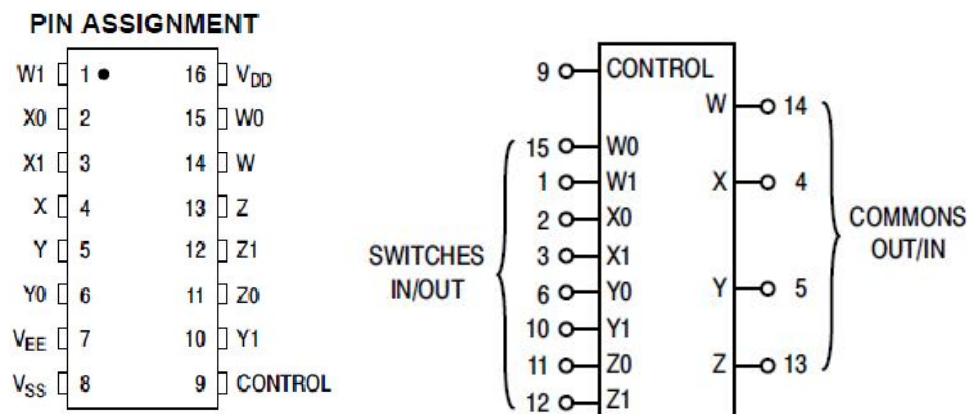 PIN ASSIGNMENT
W1 1 16 VDD
X0 2 15 W0
X1 3 14 W
X 4 13 Z
Y 5 12 Z1
Y0 6 11 Z0
VEE 7 10 Y1
VSS 8 9 CONTROL
9 CONTROL
W 14
15 W0
1 W1
X 4
2 X0
3 X1
6 Y0
Y 5
10 Y1
11 Z0
Z 13
12 Z1
SWITCHES
IN/OUT
COMMONS
OUT/IN